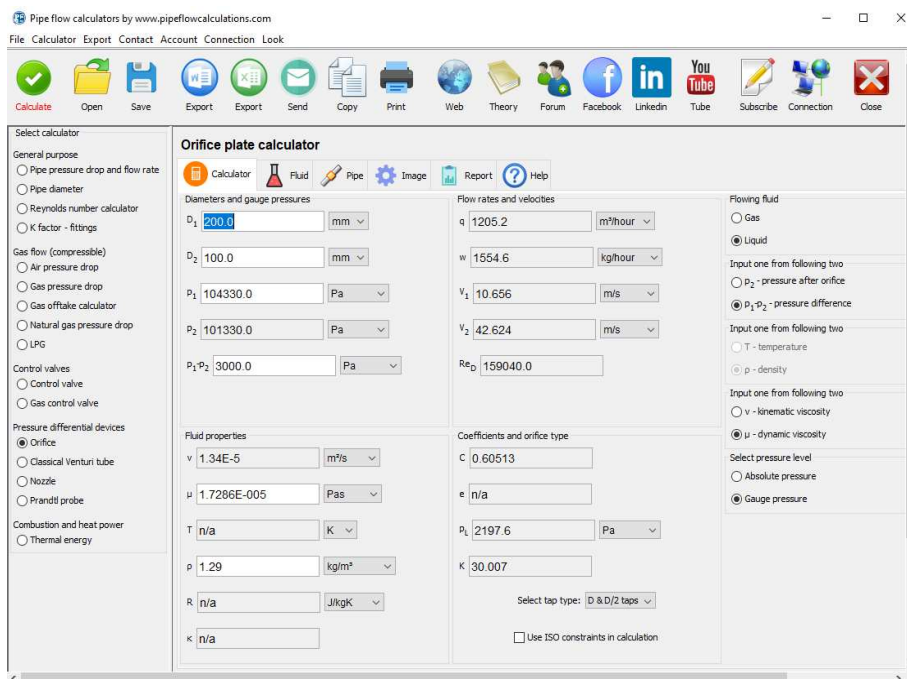 Pipe flow calculators by www.pipeflowcalculations.com
File Calculator Export Contact Account Connection Look
Calculate Open Save Export Export Send Copy Print Web Theory Forum Facebook Linkedin Tube Subscribe Connection Close
You
Tube
Select calculator
General purpose
Pipe pressure drop and flow rate
Pipe diameter
Reynolds number calculator
K factor - fittings
Gas flow (compressible)
Air pressure drop
Gas pressure drop
Gas offtake calculator
Natural gas pressure drop
LPG
Control valves
Control valve
Gas control valve
Pressure differential devices
Orifice
Classical Venturi tube
Nozzle
Prandtl probe
Combustion and heat power
Thermal energy
Orifice plate calculator
Calculator Fluid Pipe Image Report Help
Diameters and gauge pressures
D1 200.0 mm
D2 100.0 mm
p1 104330.0 Pa
p2 101330.0 Pa
p1-p2 3000.0 Pa
Flow rates and velocities
q 1205.2 m³/hour
w 1554.6 kg/hour
V1 10.656 m/s
V2 42.624 m/s
ReD 159040.0
Fluid properties
ν 1.34E-5 m²/s
μ 1.7286E-005 Pas
T n/a K
ρ 1.29 kg/m³
R n/a J/kgK
κ n/a
Coefficients and orifice type
C 0.60513
e n/a
pL 2197.6 Pa
K 30.007
Select tap type: D & D/2 taps
Use ISO constraints in calculation
Flowing fluid
Gas
Liquid
Input one from following two
p2 - pressure after orifice
p1-p2 - pressure difference
Input one from following two
T - temperature
ρ - density
Input one from following two
ν - kinematic viscosity
μ - dynamic viscosity
Select pressure level
Absolute pressure
Gauge pressure